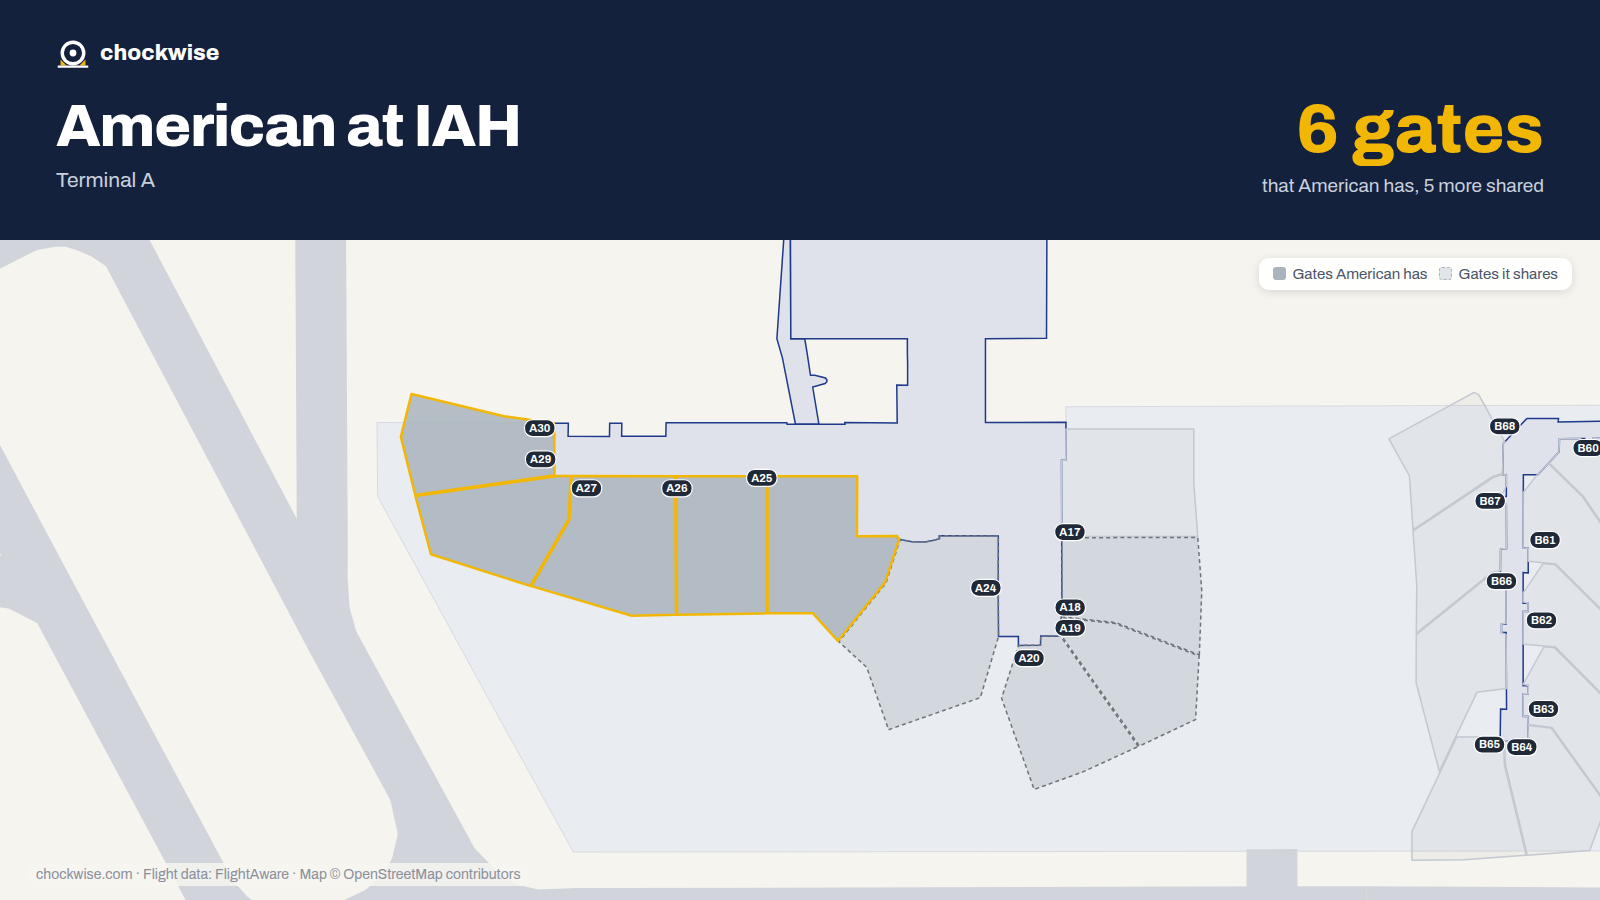 chockwise
American at IAH
Terminal A
6 gates
that American has, 5 more shared
Gates American has
Gates it shares
A30
A29
A27
A26
A25
A24
A17
A18
A19
A20
B68
B60
B67
B61
B66
B62
B63
B65
B64
chockwise.com · Flight data: FlightAware · Map © OpenStreetMap contributors